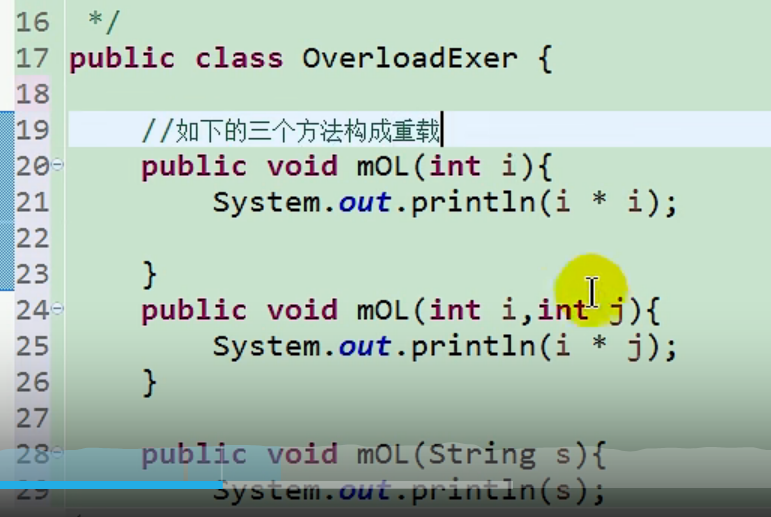 16 */
17 public class OverloadExer {
18
19 //如下的三个方法构成重载
20 public void mOL(int i){
21 System.out.println(i * i);
22
23 }
24 public void mOL(int i,int j){
25 System.out.println(i * j);
26 }
27
28 public void mOL(String s){
29 System.out.println(s);